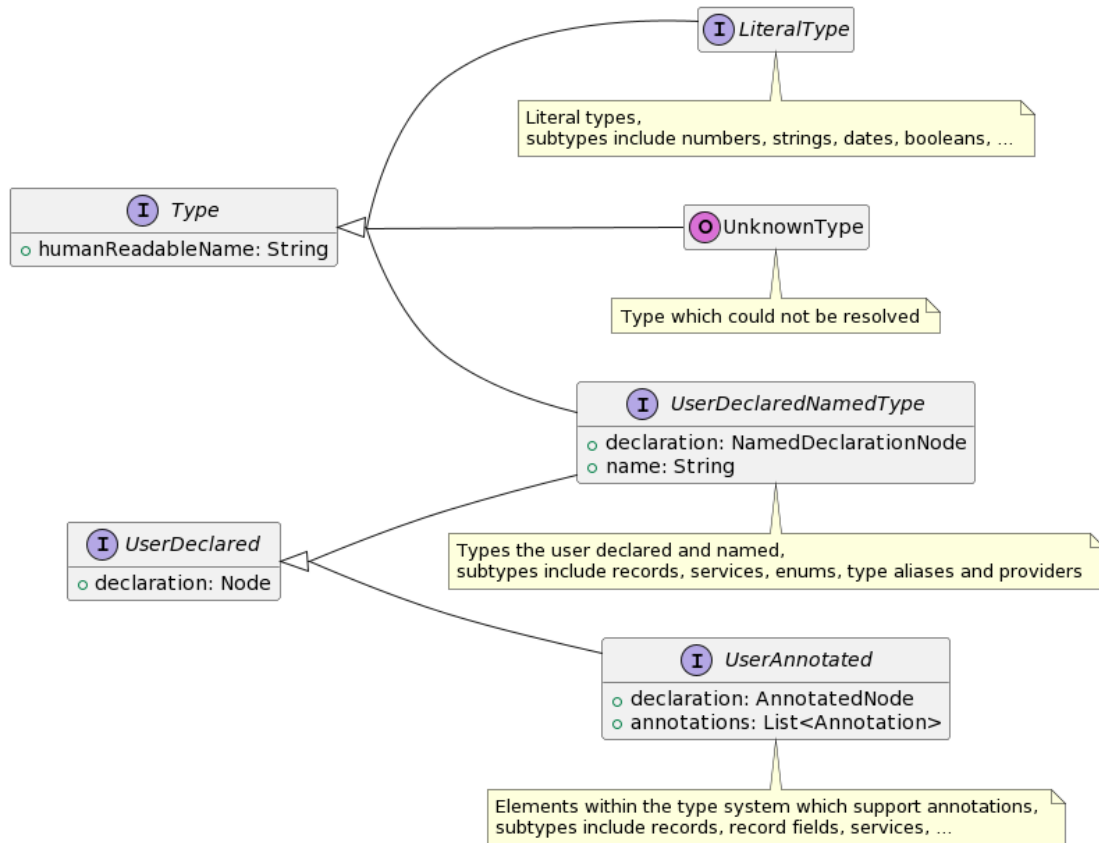 I LiteralType
Literal types,
subtypes include numbers, strings, dates, booleans, ...
I Type
humanReadableName: String
O UnknownType
Type which could not be resolved
I UserDeclaredNamedType
declaration: NamedDeclarationNode
name: String
I UserDeclared
declaration: Node
Types the user declared and named,
subtypes include records, services, enums, type aliases and providers
I UserAnnotated
declaration: AnnotatedNode
annotations: List<Annotation>
Elements within the type system which support annotations,
subtypes include records, record fields, services, ...